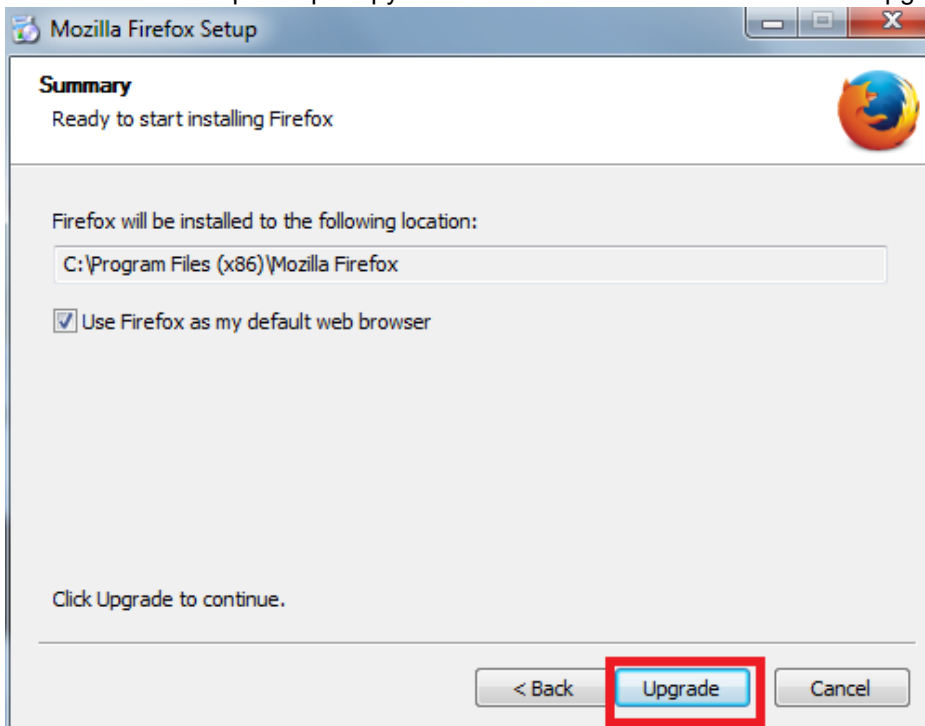 Mozilla Firefox Setup
Summary
Ready to start installing Firefox
Firefox will be installed to the following location:
C:\Program Files (x86)\Mozilla Firefox
Use Firefox as my default web browser
Click Upgrade to continue.
< Back Upgrade Cancel